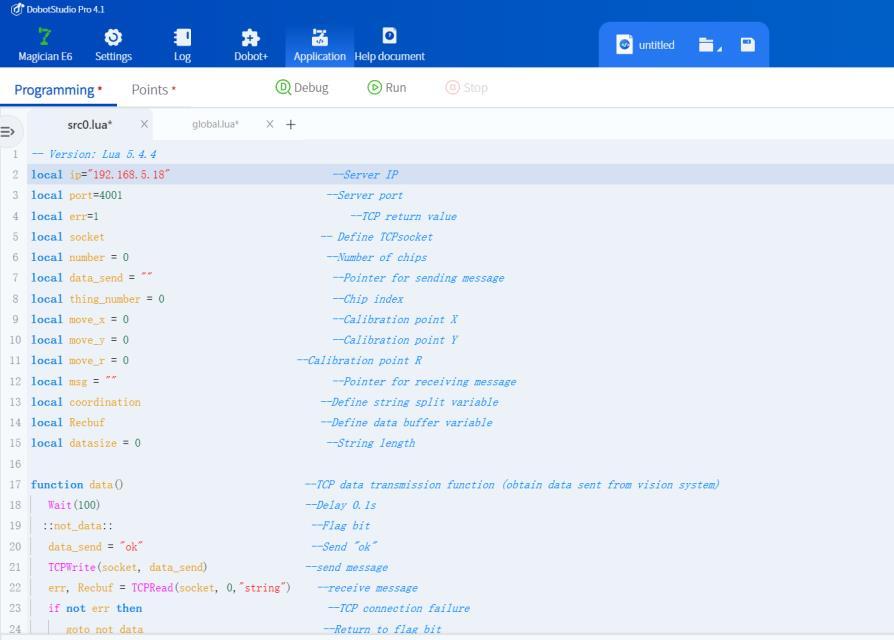 DobotStudio Pro 4.1
Magician E6 Settings Log Dobot+ Application Help document untitled
Programming • Points • Debug Run Stop
src0.lua* X global.lua* X +
1 -- Version: Lua 5.4.4
2 local ip="192.168.5.18" --Server IP
3 local port=4001 --Server port
4 local err=1 --TCP return value
5 local socket -- Define TCPsocket
6 local number = 0 --Number of chips
7 local data_send = "" --Pointer for sending message
8 local thing_number = 0 --Chip index
9 local move_x = 0 --Calibration point X
10 local move_y = 0 --Calibration point Y
11 local move_r = 0 --Calibration point R
12 local msg = "" --Pointer for receiving message
13 local coordination --Define string split variable
14 local Recbuf --Define data buffer variable
15 local datasize = 0 --String length
16
17 function data() --TCP data transmission function (obtain data sent from vision system)
18 Wait(100) --Delay 0.1s
19 ::not_data:: --Flag bit
20 data_send = "ok" --Send "ok"
21 TCPWrite(socket, data_send) --send message
22 err, Recbuf = TCPRead(socket, 0,"string") --receive message
23 if not err then --TCP connection failure
24 goto not_data --Return to flag bit